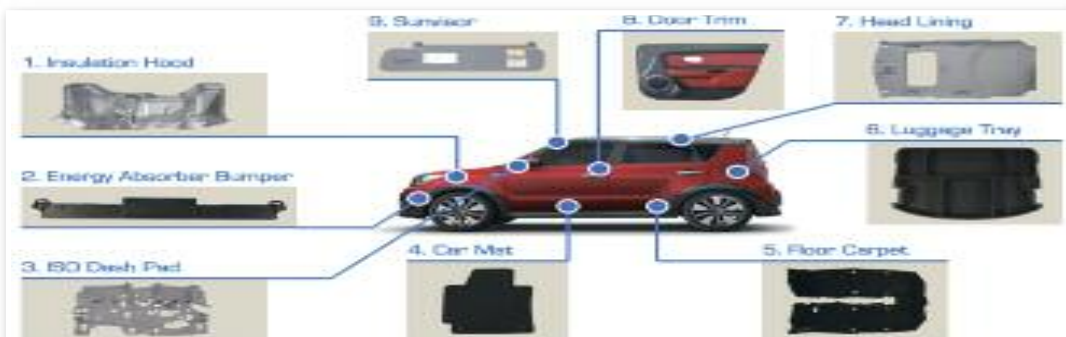 9. Sunvisor
8. Door Trim
7. Head Lining
1. Insulation Hood
6. Luggage Tray
2. Energy Absorber Bumper
4. Car Mat
5. Floor Carpet
3. ISO Dash Pad